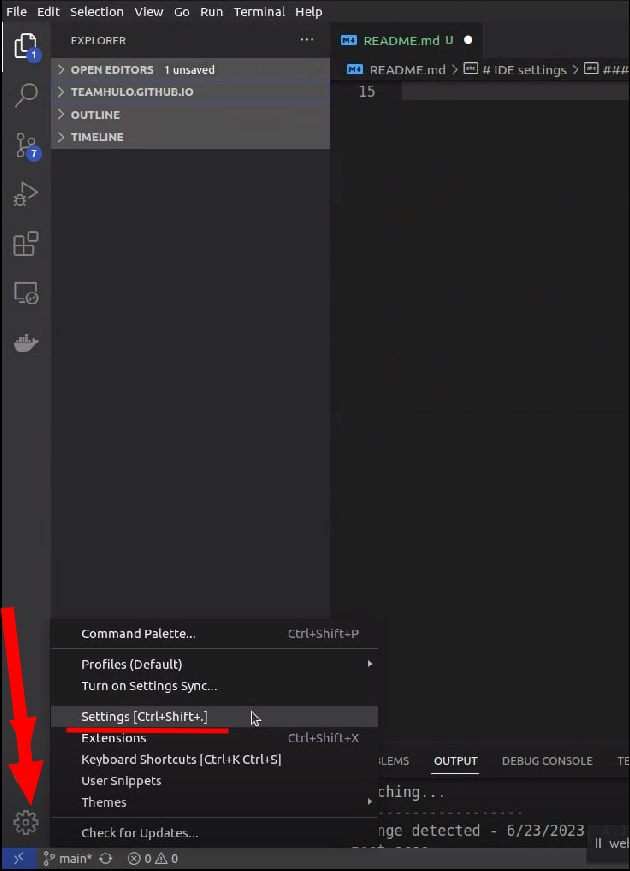 File Edit Selection View Go Run Terminal Help
EXPLORER ...
README.md U
OPEN EDITORS 1 unsaved
README.md > # IDE settings > ###
TEAMHULO.GITHUB.IO
15
OUTLINE
TIMELINE
1
7
Command Palette... Ctrl+Shift+P
Profiles (Default)
Turn on Settings Sync...
Settings [Ctrl+Shift+.]
Extensions Ctrl+Shift+X
Keyboard Shortcuts [Ctrl+K Ctrl+S]
User Snippets
Themes
Check for Updates...
BLEMS OUTPUT DEBUG CONSOLE TE
ching...
------------------
nge detected - 6/23/2023,
main* 0 0
wel